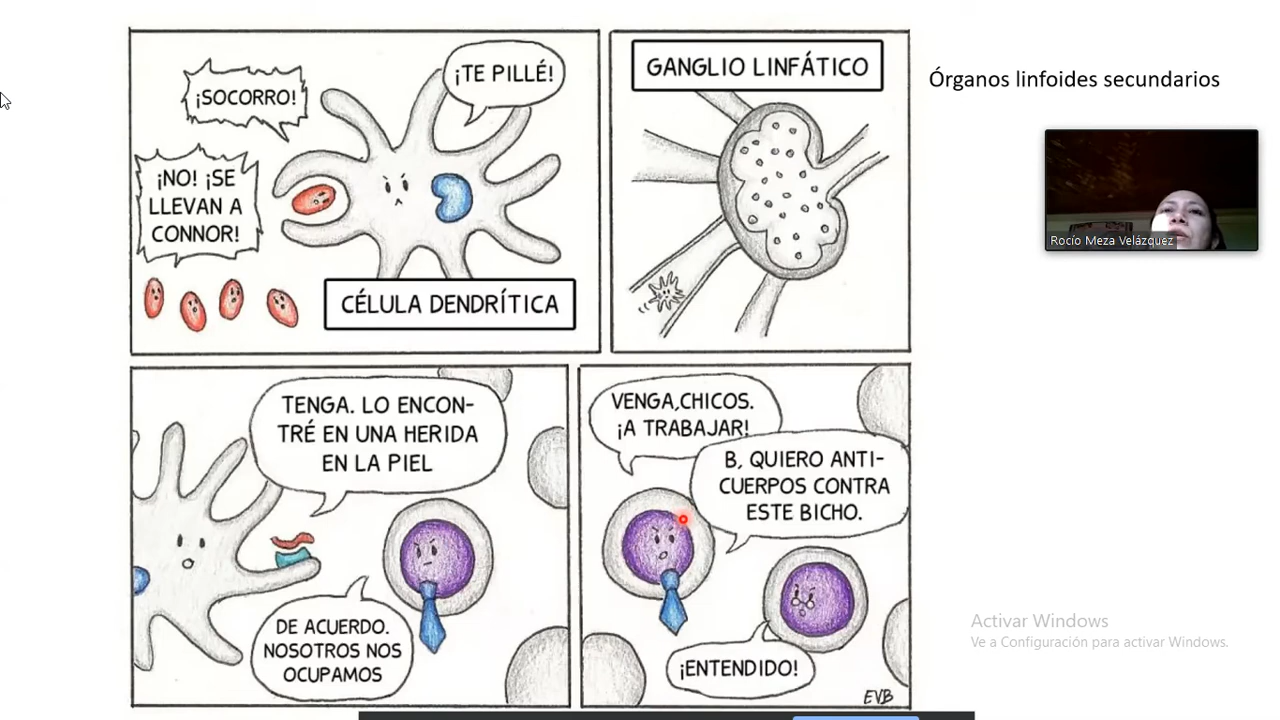 ¡SOCORRO!
¡TE PILLÉ!
¡NO! ¡SE
LLEVAN A
CONNOR!
CÉLULA DENDRÍTICA
GANGLIO LINFÁTICO
Órganos linfoides secundarios
Rocío Meza Velázquez
TENGA. LO ENCON-
TRÉ EN UNA HERIDA
EN LA PIEL
DE ACUERDO.
NOSOTROS NOS
OCUPAMOS
VENGA,CHICOS.
¡A TRABAJAR!
B, QUIERO ANTI-
CUERPOS CONTRA
ESTE BICHO.
¡ENTENDIDO!
EVB
Activar Windows
Ve a Configuración para activar Windows.